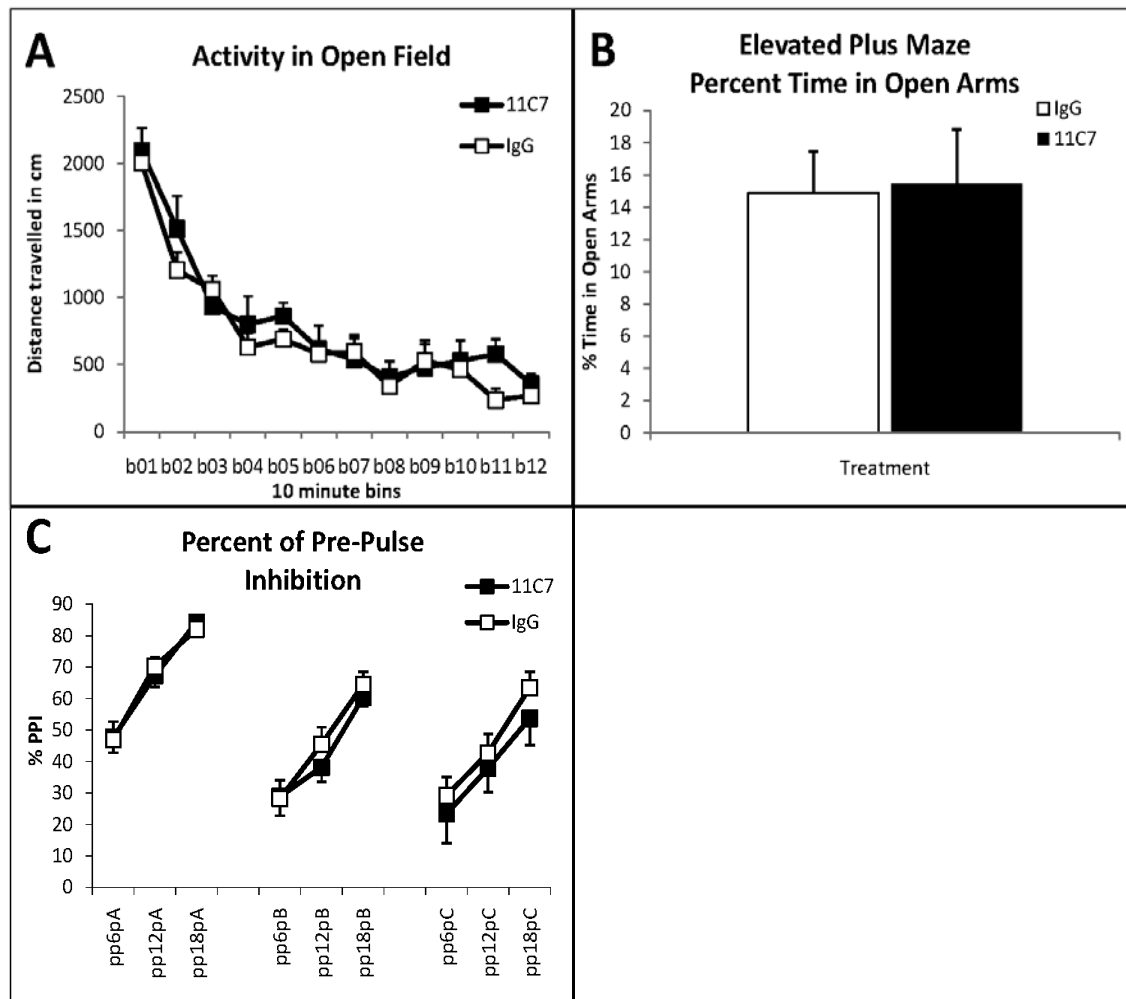 A
Activity in Open Field
11C7
IgG
2500
2000
1500
1000
500
0
Distance travelled in cm
b01 b02 b03 b04 b05 b06 b07 b08 b09 b10 b11 b12
10 minute bins
B
Elevated Plus Maze
Percent Time in Open Arms
IgG
11C7
20
18
16
14
12
10
8
6
4
2
0
% Time in Open Arms
Treatment
C
Percent of Pre-Pulse
Inhibition
11C7
IgG
90
80
70
60
50
40
30
20
10
0
% PPI
pp6pA
pp12pA
pp18pA
pp6pB
pp12pB
pp18pB
pp6pC
pp12pC
pp18pC